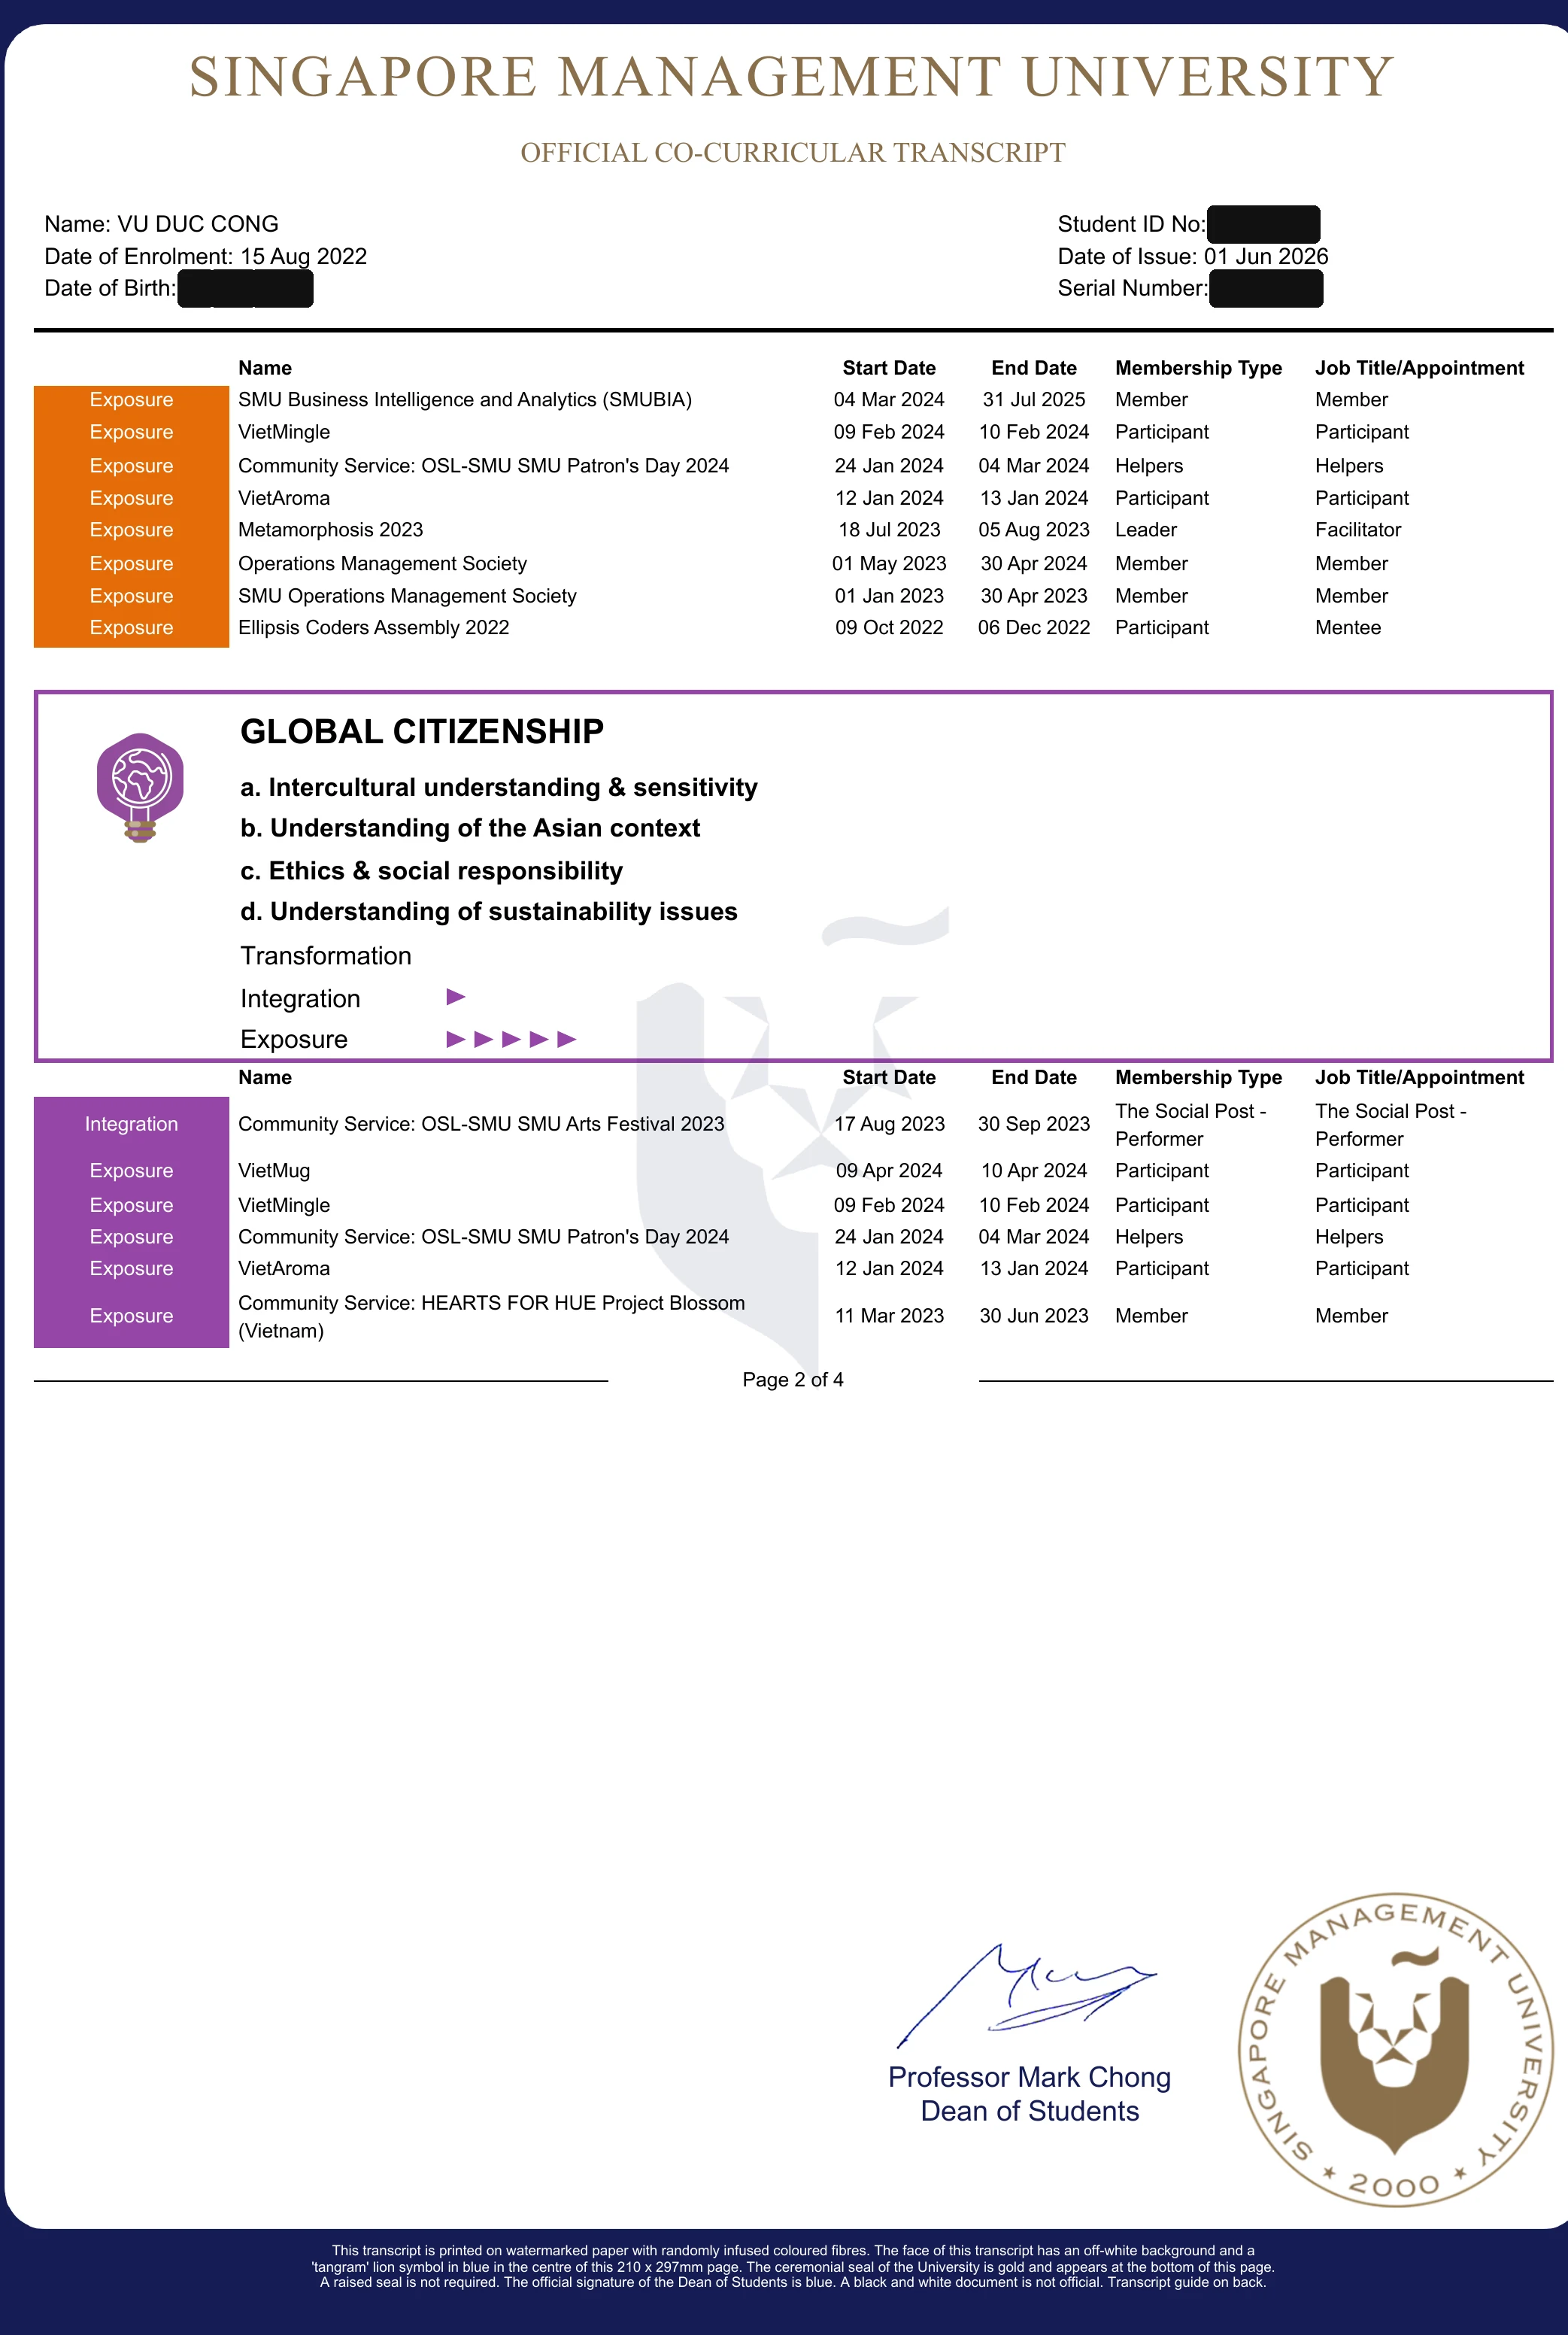 SINGAPORE MANAGEMENT UNIVERSITY
OFFICIAL CO-CURRICULAR TRANSCRIPT
Name: VU DUC CONG
Date of Enrolment: 15 Aug 2022
Date of Birth:
Student ID No:
Date of Issue: 01 Jun 2026
Serial Number:
Name Start Date End Date Membership Type Job Title/Appointment
Exposure SMU Business Intelligence and Analytics (SMUBIA) 04 Mar 2024 31 Jul 2025 Member Member
Exposure VietMingle 09 Feb 2024 10 Feb 2024 Participant Participant
Exposure Community Service: OSL-SMU SMU Patron's Day 2024 24 Jan 2024 04 Mar 2024 Helpers Helpers
Exposure VietAroma 12 Jan 2024 13 Jan 2024 Participant Participant
Exposure Metamorphosis 2023 18 Jul 2023 05 Aug 2023 Leader Facilitator
Exposure Operations Management Society 01 May 2023 30 Apr 2024 Member Member
Exposure SMU Operations Management Society 01 Jan 2023 30 Apr 2023 Member Member
Exposure Ellipsis Coders Assembly 2022 09 Oct 2022 06 Dec 2022 Participant Mentee
GLOBAL CITIZENSHIP
a. Intercultural understanding & sensitivity
b. Understanding of the Asian context
c. Ethics & social responsibility
d. Understanding of sustainability issues
Transformation
Integration
Exposure
Name Start Date End Date Membership Type Job Title/Appointment
Integration Community Service: OSL-SMU SMU Arts Festival 2023 17 Aug 2023 30 Sep 2023 The Social Post - Performer The Social Post - Performer
Exposure VietMug 09 Apr 2024 10 Apr 2024 Participant Participant
Exposure VietMingle 09 Feb 2024 10 Feb 2024 Participant Participant
Exposure Community Service: OSL-SMU SMU Patron's Day 2024 24 Jan 2024 04 Mar 2024 Helpers Helpers
Exposure VietAroma 12 Jan 2024 13 Jan 2024 Participant Participant
Exposure Community Service: HEARTS FOR HUE Project Blossom (Vietnam) 11 Mar 2023 30 Jun 2023 Member Member
Page 2 of 4
Professor Mark Chong
Dean of Students
SINGAPORE MANAGEMENT UNIVERSITY
2000
This transcript is printed on watermarked paper with randomly infused coloured fibres. The face of this transcript has an off-white background and a
'tangram' lion symbol in blue in the centre of this 210 x 297mm page. The ceremonial seal of the University is gold and appears at the bottom of this page.
A raised seal is not required. The official signature of the Dean of Students is blue. A black and white document is not official. Transcript guide on back.